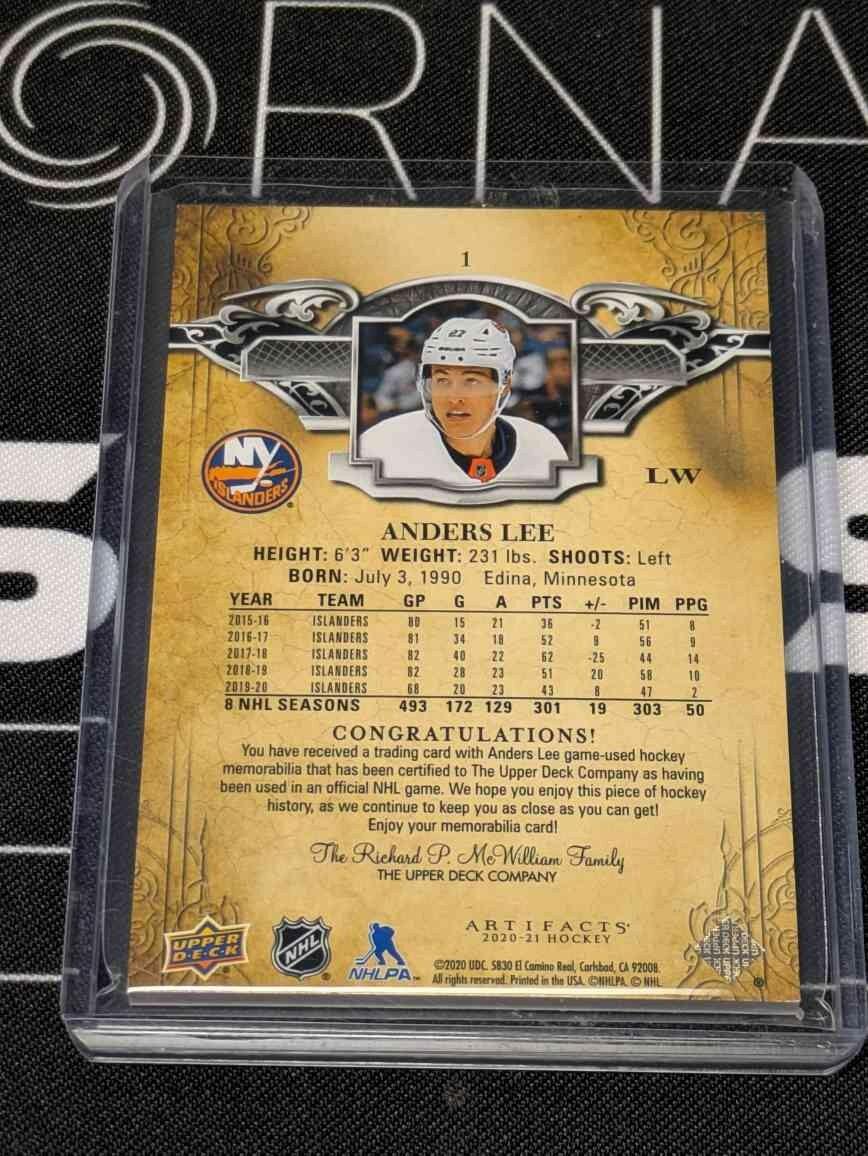 ORNA
1
27
NY
ISLANDERS
LW
ANDERS LEE
HEIGHT: 6'3" WEIGHT: 231 lbs. SHOOTS: Left
BORN: July 3, 1990 Edina, Minnesota
YEAR TEAM GP G A PTS +/- PIM PPG
2015-16 ISLANDERS 80 15 21 36 -2 51 8
2016-17 ISLANDERS 81 34 18 52 9 56 9
2017-18 ISLANDERS 82 40 22 62 -25 44 14
2018-19 ISLANDERS 82 28 23 51 20 58 10
2019-20 ISLANDERS 68 20 23 43 8 47 2
8 NHL SEASONS 493 172 129 301 19 303 50
CONGRATULATIONS!
You have received a trading card with Anders Lee game-used hockey
memorabilia that has been certified to The Upper Deck Company as having
been used in an official NHL game. We hope you enjoy this piece of hockey
history, as we continue to keep you as close as you can get!
Enjoy your memorabilia card!
The Richard P. McWilliam Family
THE UPPER DECK COMPANY
UPPER
DECK
NHL
NHLPA
ARTIFACTS
2020-21 HOCKEY
©2020 UDC. 5830 El Camino Real, Carlsbad, CA 92008.
All rights reserved. Printed in the USA. ©NHLPA. © NHL